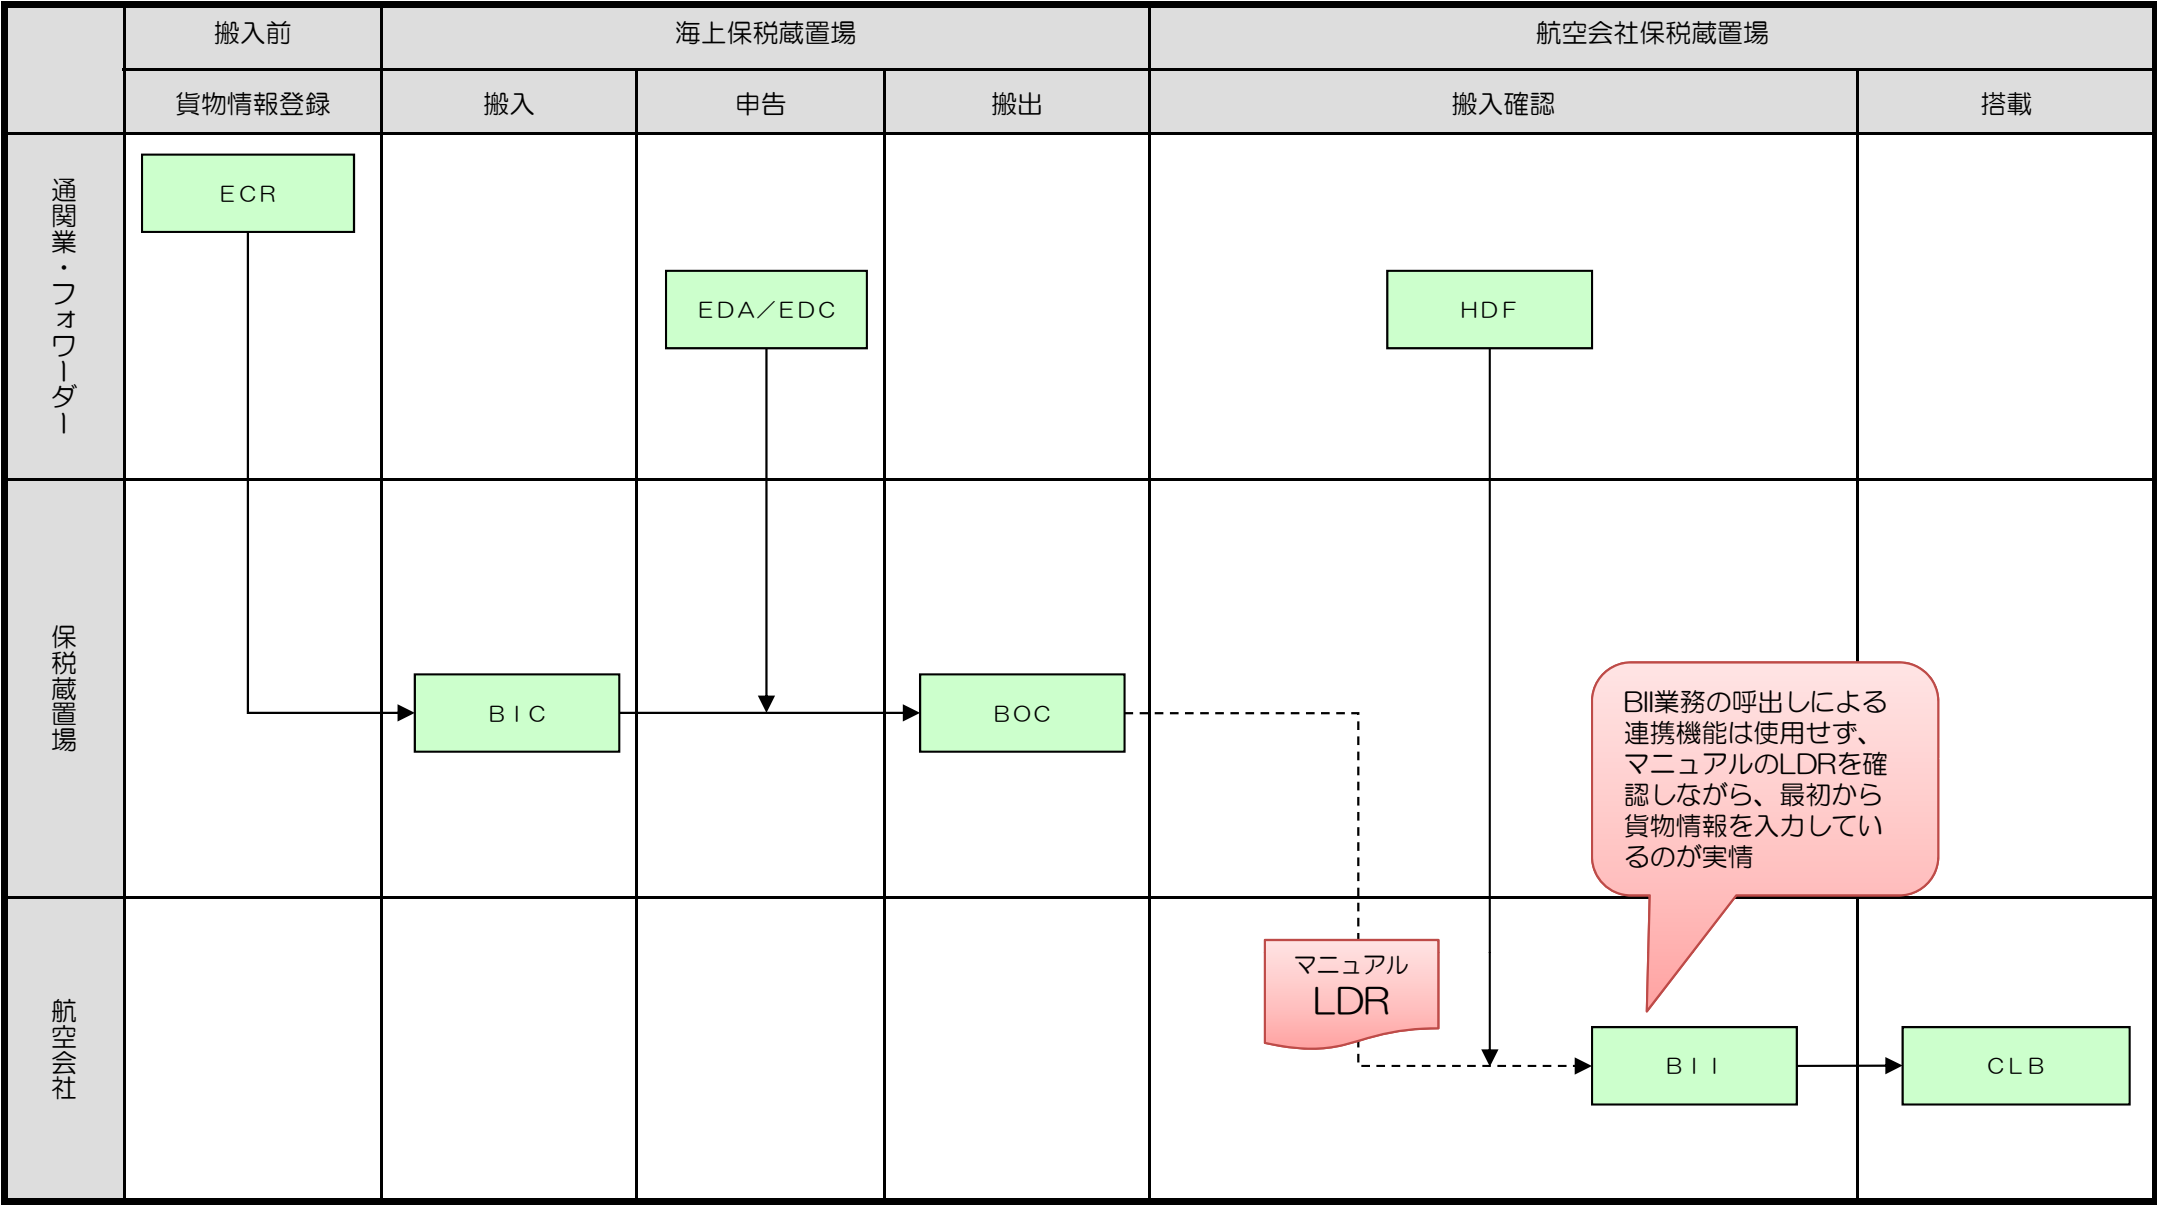 搬入前
海上保税蔵置場
航空会社保税蔵置場
貨物情報登録
搬入
申告
搬出
搬入確認
搭載
通関業・フォワーダー
ＥＣＲ
ＥＤＡ／ＥＤＣ
ＨＤＦ
保税蔵置場
ＢＩＣ
ＢＯＣ
BII業務の呼出しによる
連携機能は使用せず、
マニュアルのLDRを確
認しながら、最初から
貨物情報を入力してい
るのが実情
航空会社
マニュアル
LDR
ＢＩＩ
ＣＬＢ